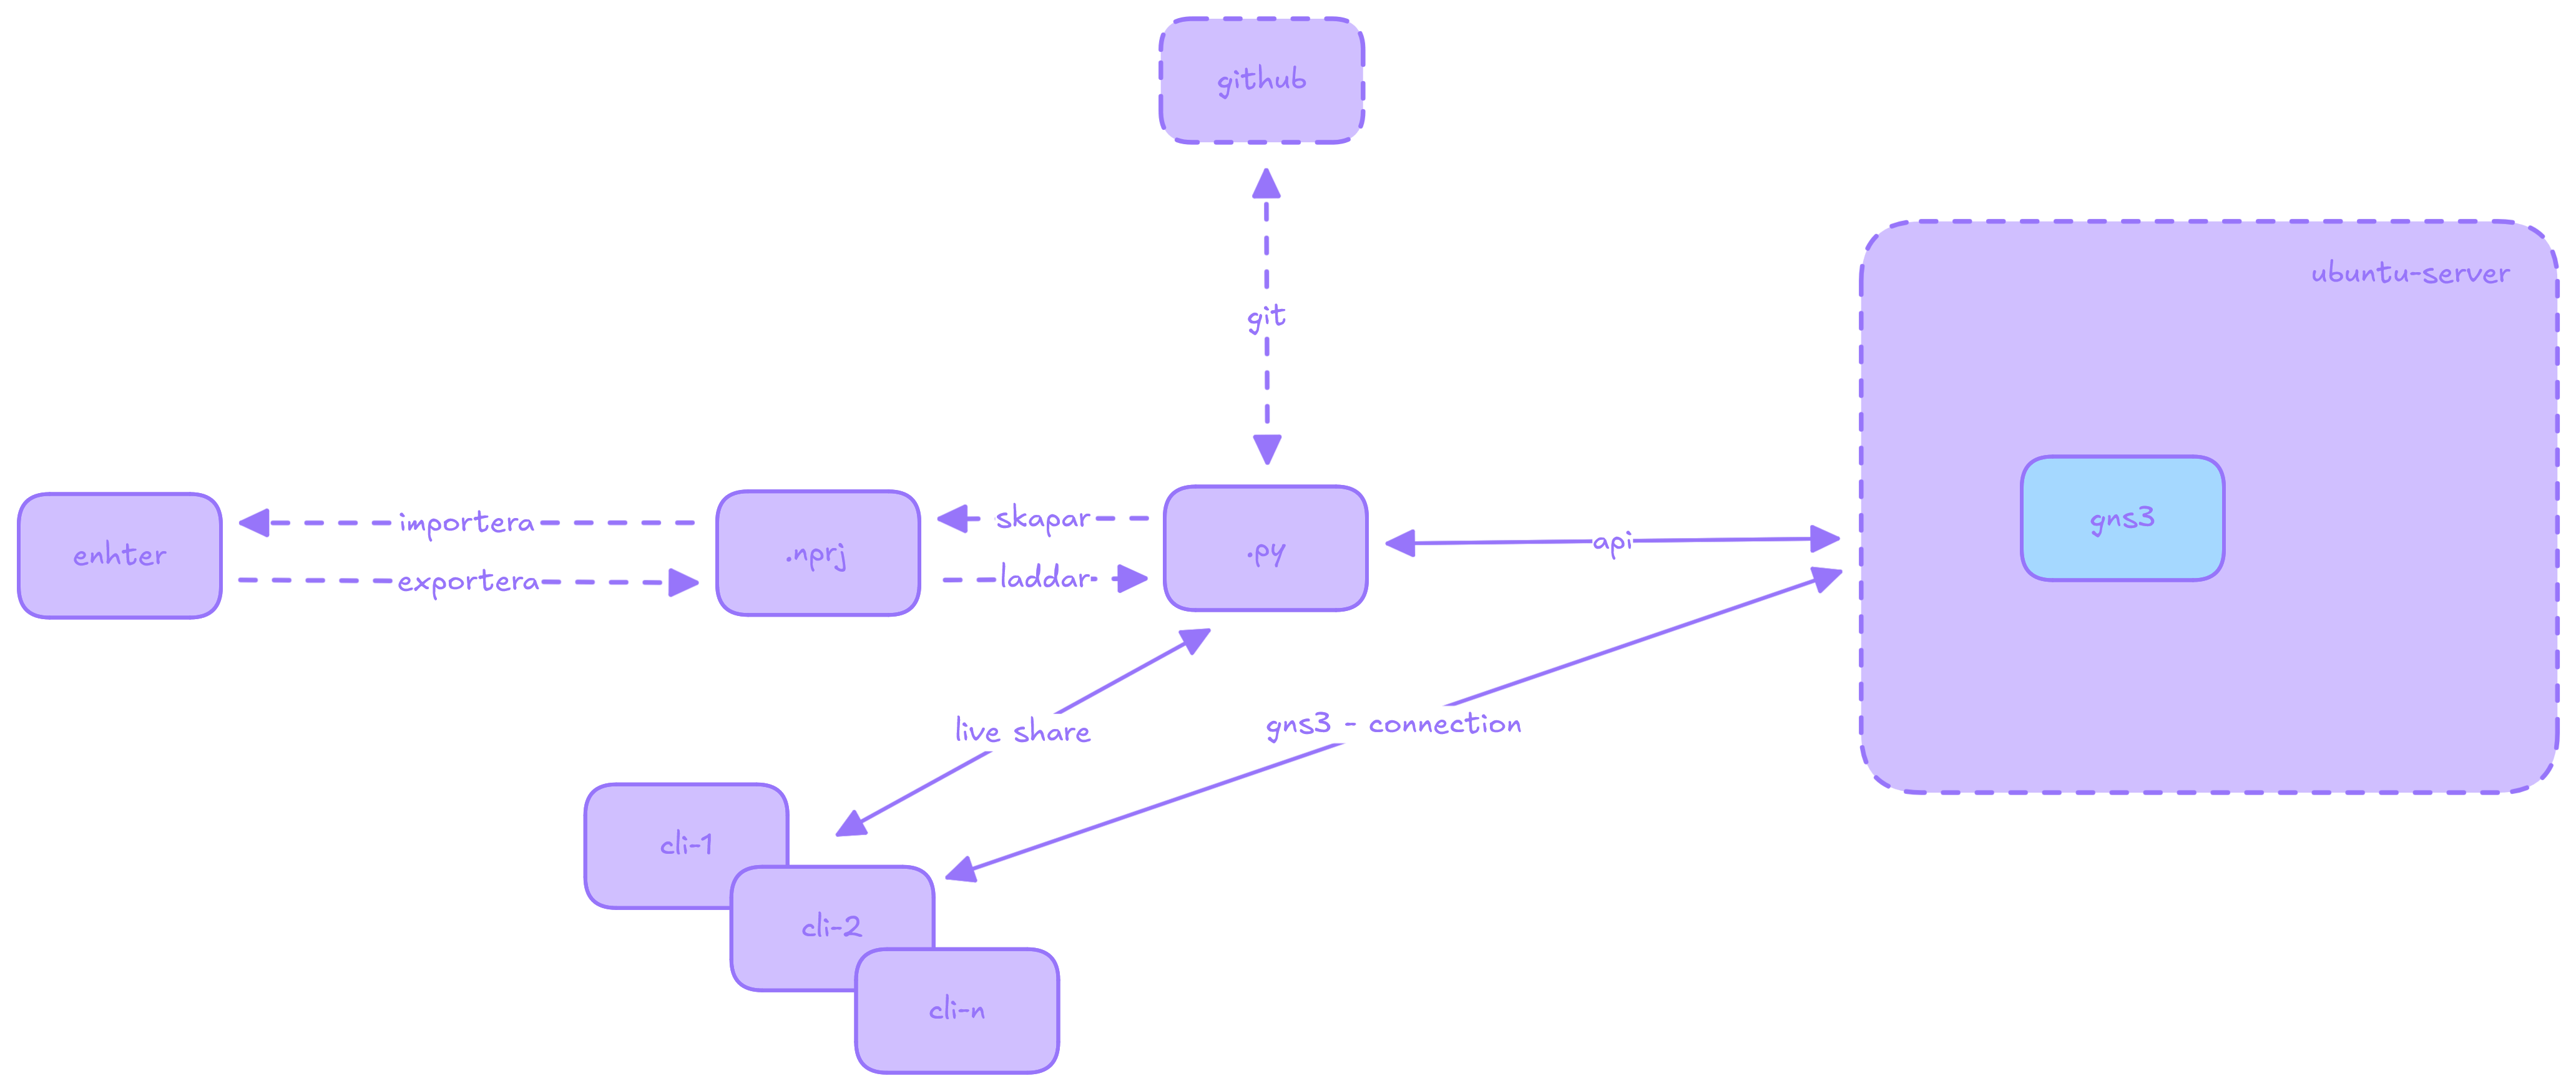 github
git
ubuntu-server
gns3
importera
skapar
enhter
.nprj
.py
api
exportera
laddar
live share
gns3 - connection
cli-1
cli-2
cli-n